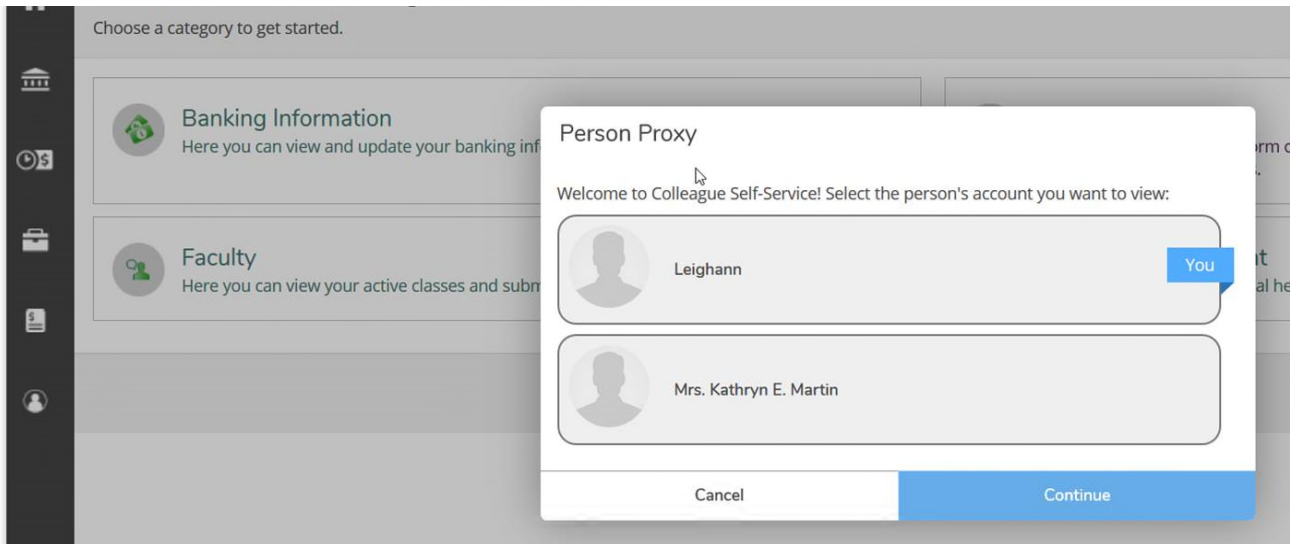 Choose a category to get started.
Banking Information
Here you can view and update your banking
Faculty
Here you can view your active classes and
Person Proxy
Welcome to Colleague Self-Service! Select the person's account you want to view:
Leighann
You
Mrs. Kathryn E. Martin
Cancel
Continue